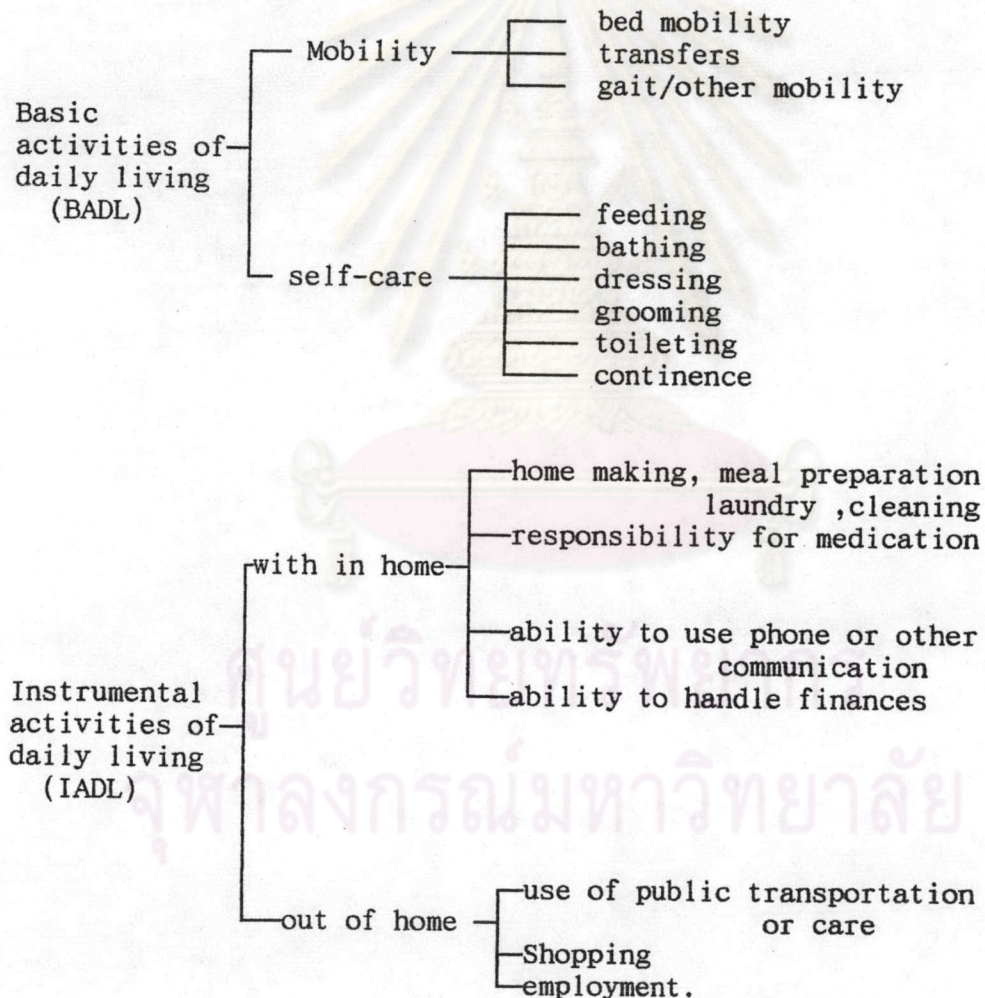 bed mobility
Mobility
transfers
gait/other mobility
Basic
activities of
daily living
(BADL)
feeding
bathing
self-care
dressing
grooming
toileting
continence
home making, meal preparation
laundry ,cleaning
responsibility for medication
with in home
ability to use phone or other
communication
ability to handle finances
Instrumental
activities of
daily living
(IADL)
use of public transportation
or care
out of home
Shopping
employment.
ศูนย์วิทยทรัพยากร
จุฬาลงกรณ์มหาวิทยาลัย